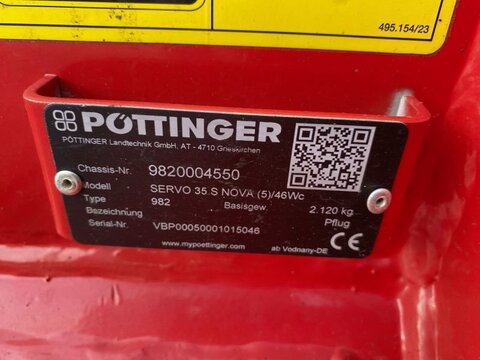 495.154/23
PÖTTINGER
PÖTTINGER Landtechnik GmbH, AT - 4710 Grieskirchen
Chassis-Nr. 9820004550
Modell SERVO 35 S NOVA (5)/46Wc
Type 982 Basisgew. 2.120 kg
Bezeichnung Pflug
Serial-Nr. VBP00050001015046
www.mypoettinger.com ab Vodnany-DE
CE